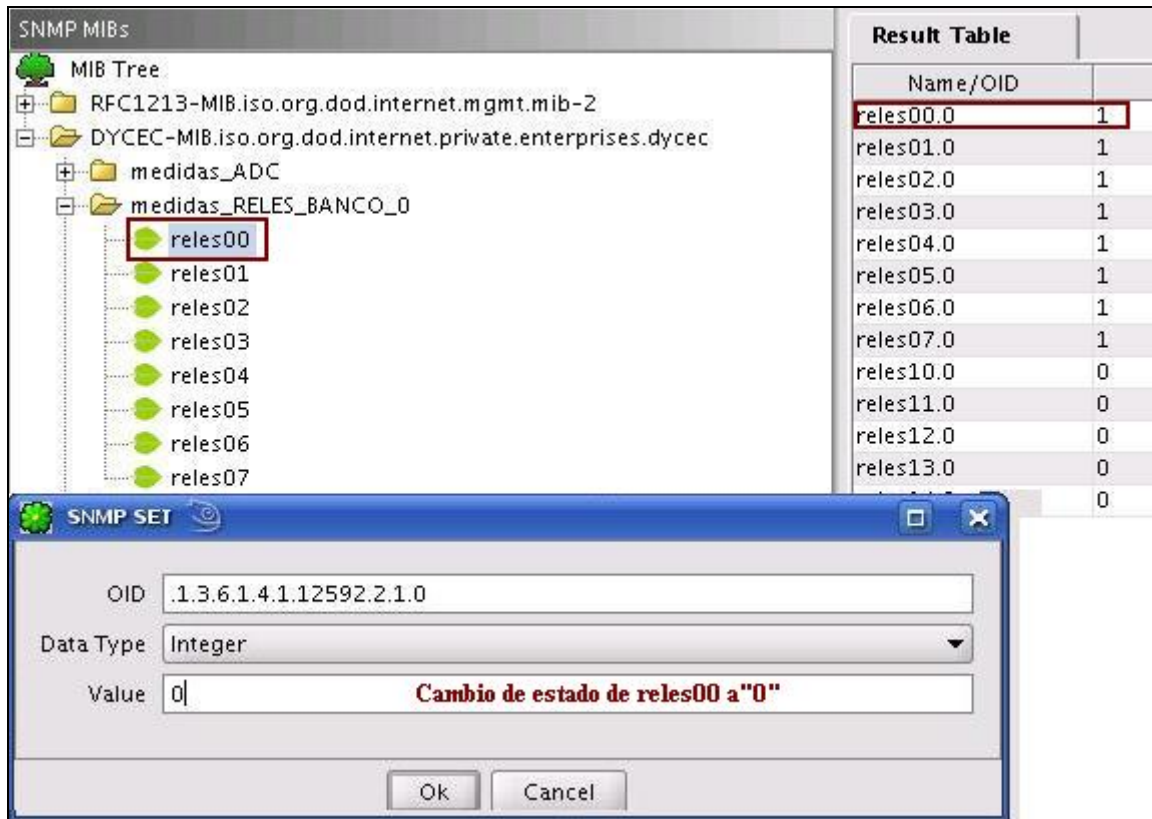 SNMP MIBs
MIB Tree
RFC1213-MIB.iso.org.dod.internet.mgmt.mib-2
DYCEC-MIB.iso.org.dod.internet.private.enterprises.dycec
medidas_ADC
medidas_RELES_BANCO_0
reles00
reles01
reles02
reles03
reles04
reles05
reles06
reles07
Result Table
Name/OID
reles00.0 1
reles01.0 1
reles02.0 1
reles03.0 1
reles04.0 1
reles05.0 1
reles06.0 1
reles07.0 1
reles10.0 0
reles11.0 0
reles12.0 0
reles13.0 0
0
SNMP SET
OID .1.3.6.1.4.1.12592.2.1.0
Data Type Integer
Value 0 Cambio de estado de reles00 a"0"
Ok Cancel